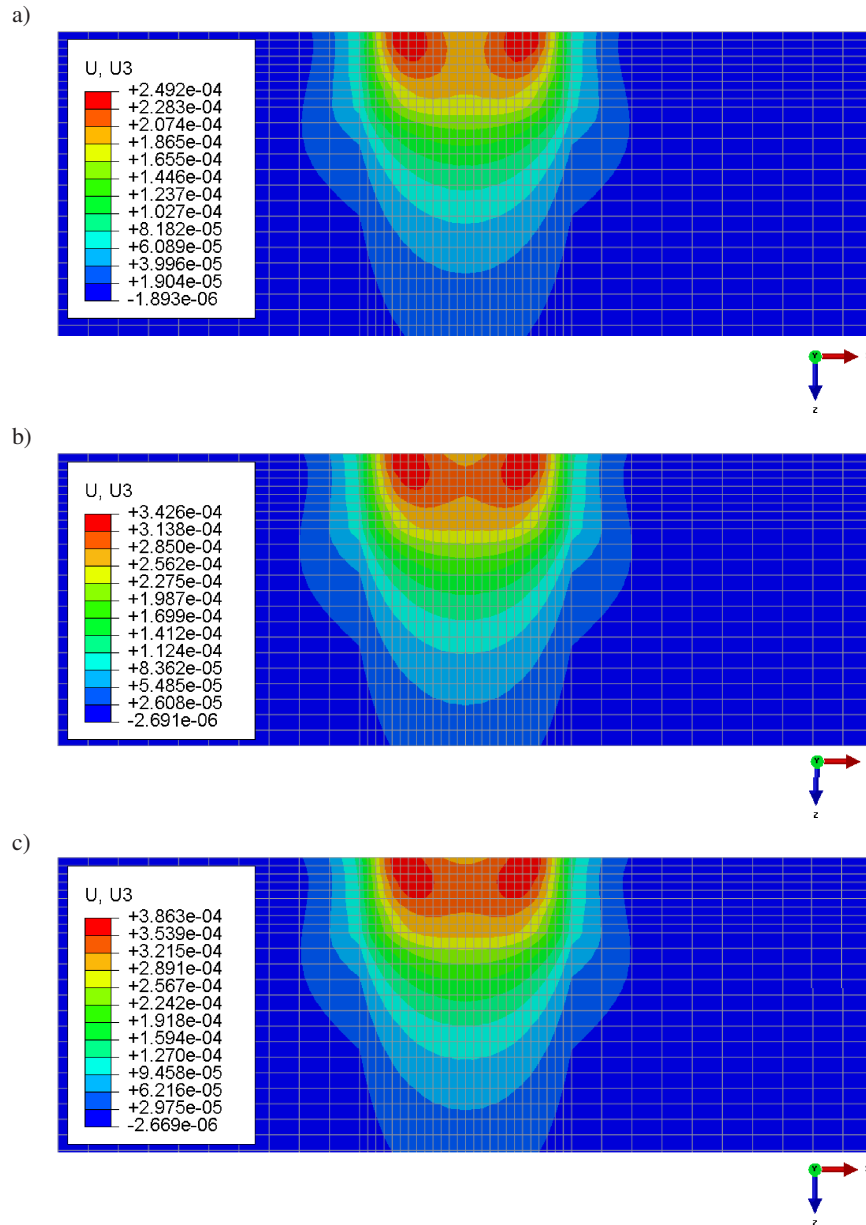 a)
U, U3
+2.492e-04
+2.283e-04
+2.074e-04
+1.865e-04
+1.655e-04
+1.446e-04
+1.237e-04
+1.027e-04
+8.182e-05
+6.089e-05
+3.996e-05
+1.904e-05
-1.893e-06
Y
z
b)
U, U3
+3.426e-04
+3.138e-04
+2.850e-04
+2.562e-04
+2.275e-04
+1.987e-04
+1.699e-04
+1.412e-04
+1.124e-04
+8.362e-05
+5.485e-05
+2.608e-05
-2.691e-06
Y
z
c)
U, U3
+3.863e-04
+3.539e-04
+3.215e-04
+2.891e-04
+2.567e-04
+2.242e-04
+1.918e-04
+1.594e-04
+1.270e-04
+9.458e-05
+6.216e-05
+2.975e-05
-2.669e-06
Y
z